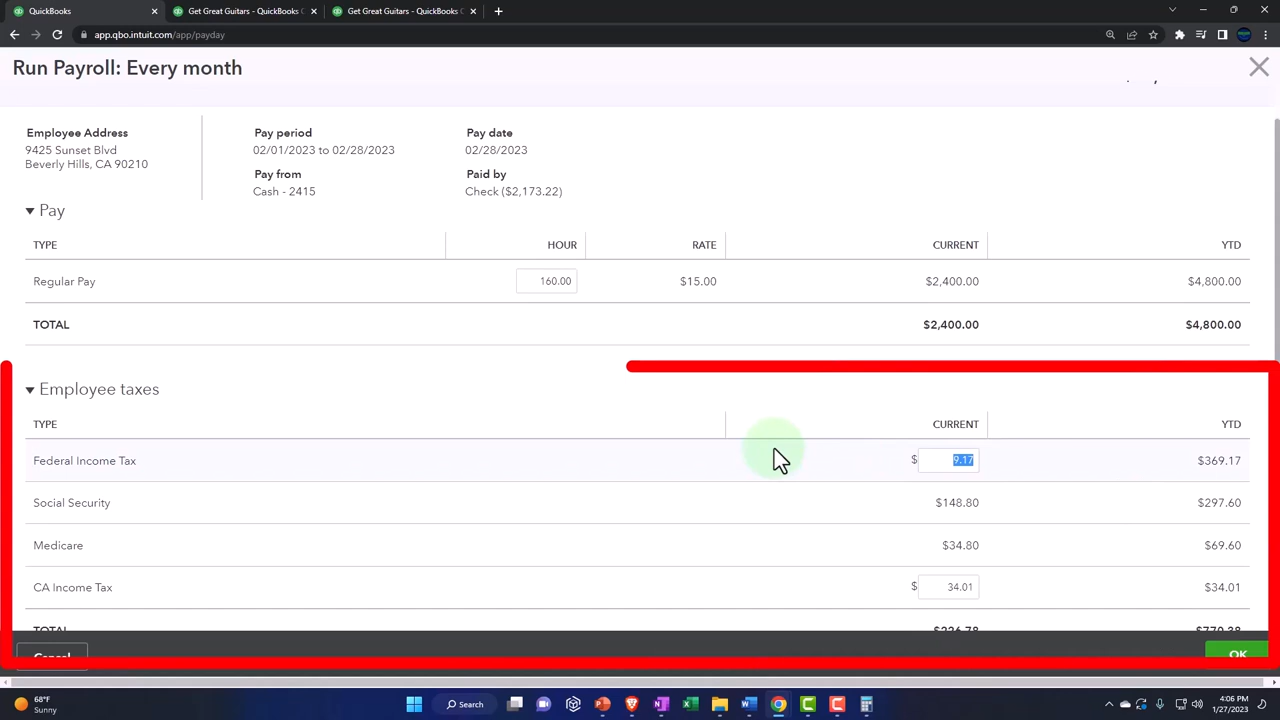 QuickBooks
Get Great Guitars - QuickBooks C
Get Great Guitars - QuickBooks C
app.qbo.intuit.com/app/payday
Run Payroll: Every month
Employee Address
9425 Sunset Blvd
Beverly Hills, CA 90210
Pay period
02/01/2023 to 02/28/2023
Pay date
02/28/2023
Pay from
Cash - 2415
Paid by
Check ($2,173.22)
Pay
TYPE HOUR RATE CURRENT YTD
Regular Pay 160.00 $15.00 $2,400.00 $4,800.00
TOTAL $2,400.00 $4,800.00
Employee taxes
TYPE CURRENT YTD
Federal Income Tax $ 9.17 $369.17
Social Security $148.80 $297.60
Medicare $34.80 $69.60
CA Income Tax $ 34.01 $34.01
TOTAL $226.78 $770.38
Cancel OK
68°F
Sunny
Search
4:06 PM
1/27/2023